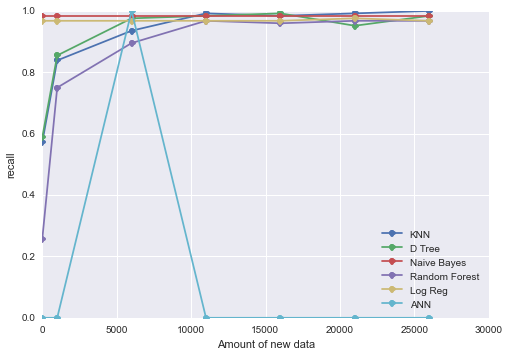 1.0
0.8
0.6
0.4
0.2
0.0
recall
0
5000
10000
15000
20000
25000
30000
Amount of new data
KNN
D Tree
Naive Bayes
Random Forest
Log Reg
ANN